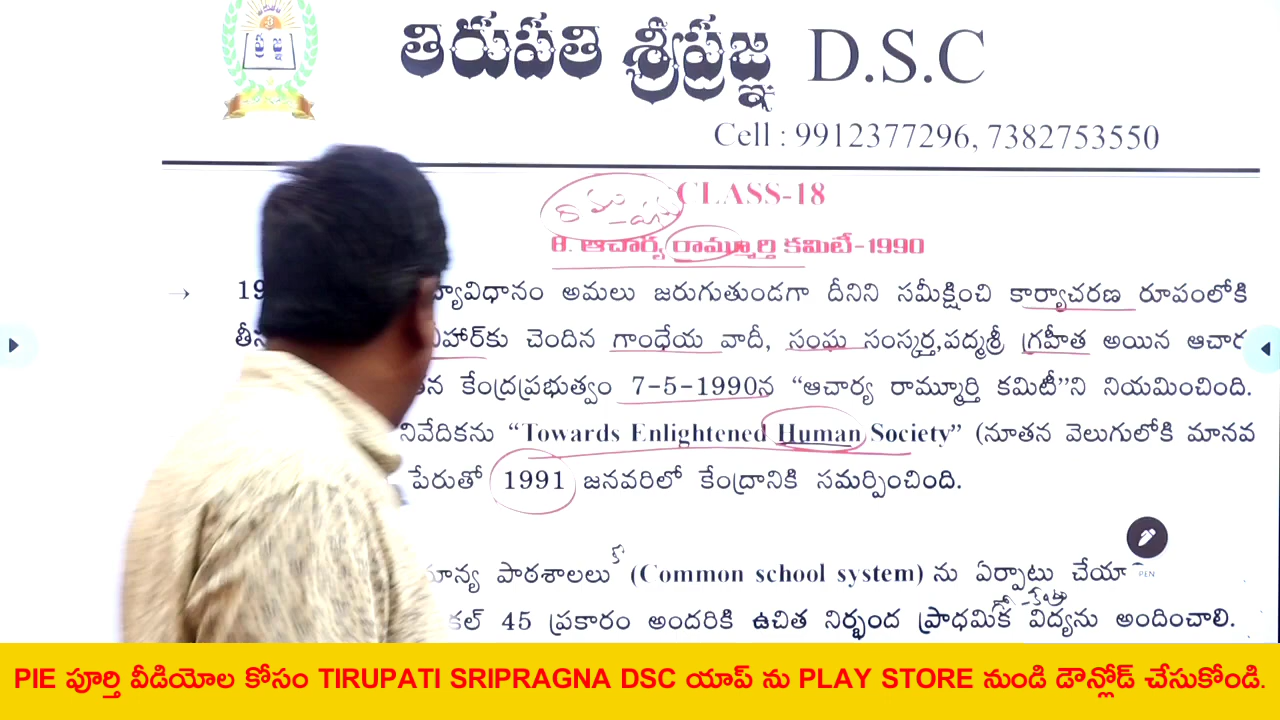 తిరుపతి శ్రీప్రజ్ఞ D.S.C
Cell : 9912377296, 7382753550
CLASS-18
8. ఆచార్య రామ్మూర్తి కమిటీ-1990
→ 19 విధానం అమలు జరుగుతుండగా దీనిని సమీక్షించి కార్యాచరణ రూపంలోకి
చెందిన గాంధేయ వాదీ, సంఘ సంస్కర్త,పద్మశ్రీ గ్రహీత అయిన
కేంద్రప్రభుత్వం 7-5-1990న “ఆచార్య రామ్మూర్తి కమిటీ”ని నియమించింది.
నివేదికను “Towards Enlightened Human Society” (నూతన వెలుగులోకి మానవ
పేరుతో 1991 జనవరిలో కేంద్రానికి సమర్పించింది.
పాఠశాలలు (Common school system) ను ఏర్పాటు చేయా
45 ప్రకారం అందరికి ఉచిత నిర్భంద ప్రాధమిక విద్యను అందించాలి.
PEN
PIE పూర్తి వీడియోల కోసం TIRUPATI SRIPRAGNA DSC యాప్ ను PLAY STORE నుండి డౌన్లోడ్ చేసుకోండి.